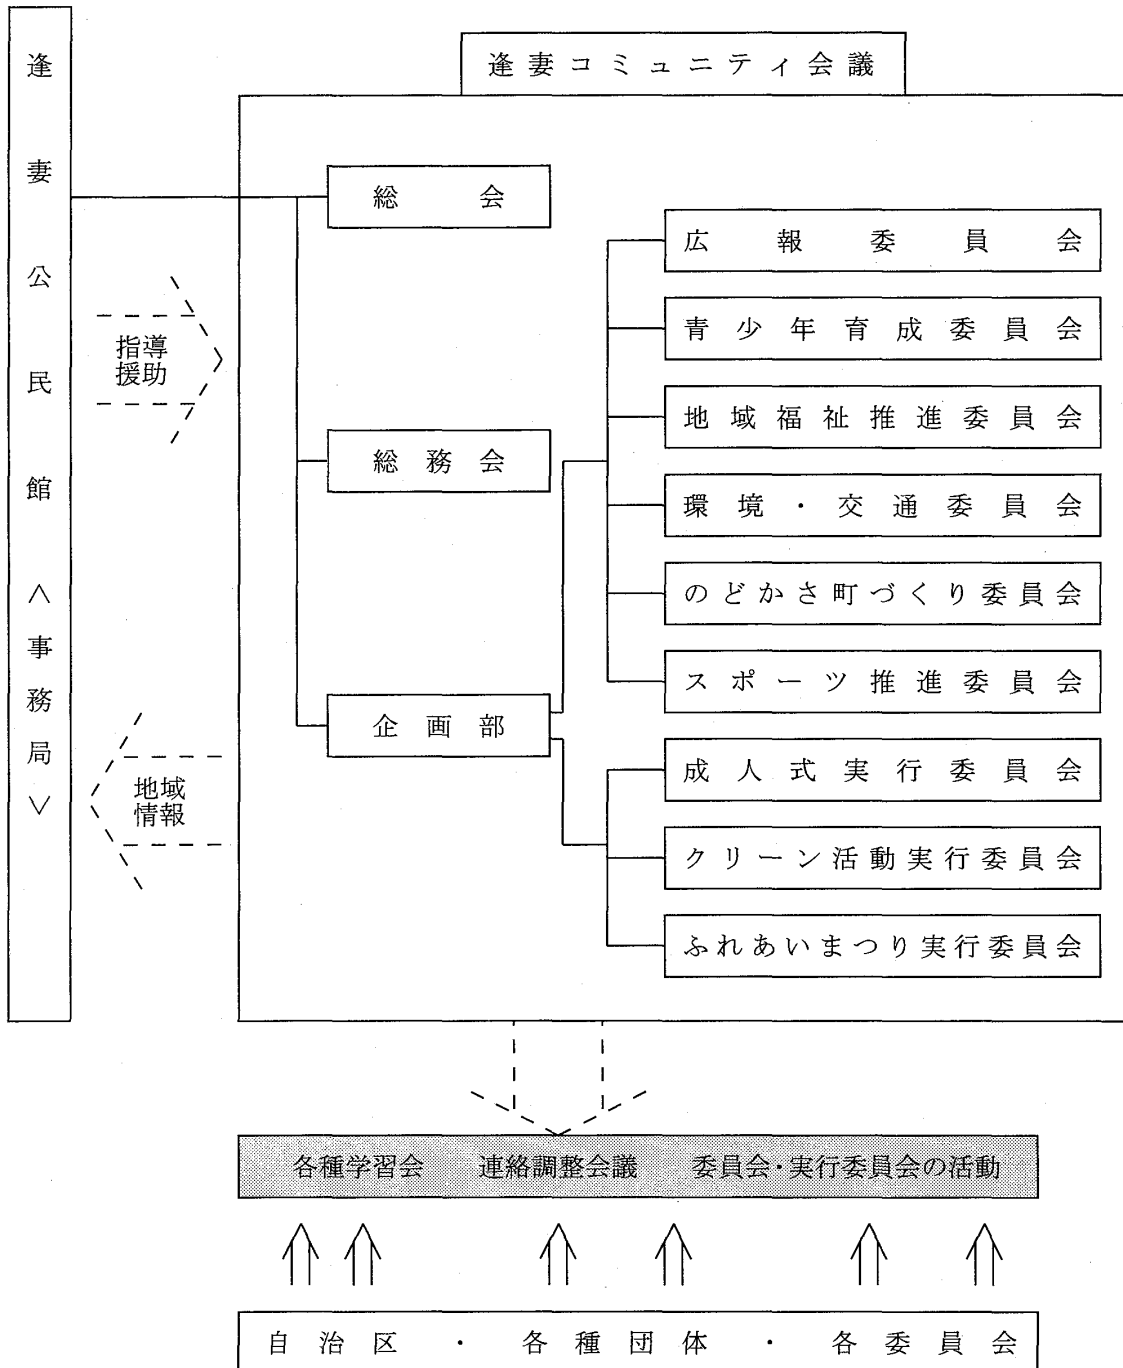 逢妻公民館＜事務局＞
逢妻コミュニティ会議
総会
総務会
企画部
広報委員会
青少年育成委員会
地域福祉推進委員会
環境・交通委員会
のどかさ町づくり委員会
スポーツ推進委員会
成人式実行委員会
クリーン活動実行委員会
ふれあいまつり実行委員会
指導
援助
地域
情報
各種学習会　連絡調整会議　委員会・実行委員会の活動
自治区・各種団体・各委員会